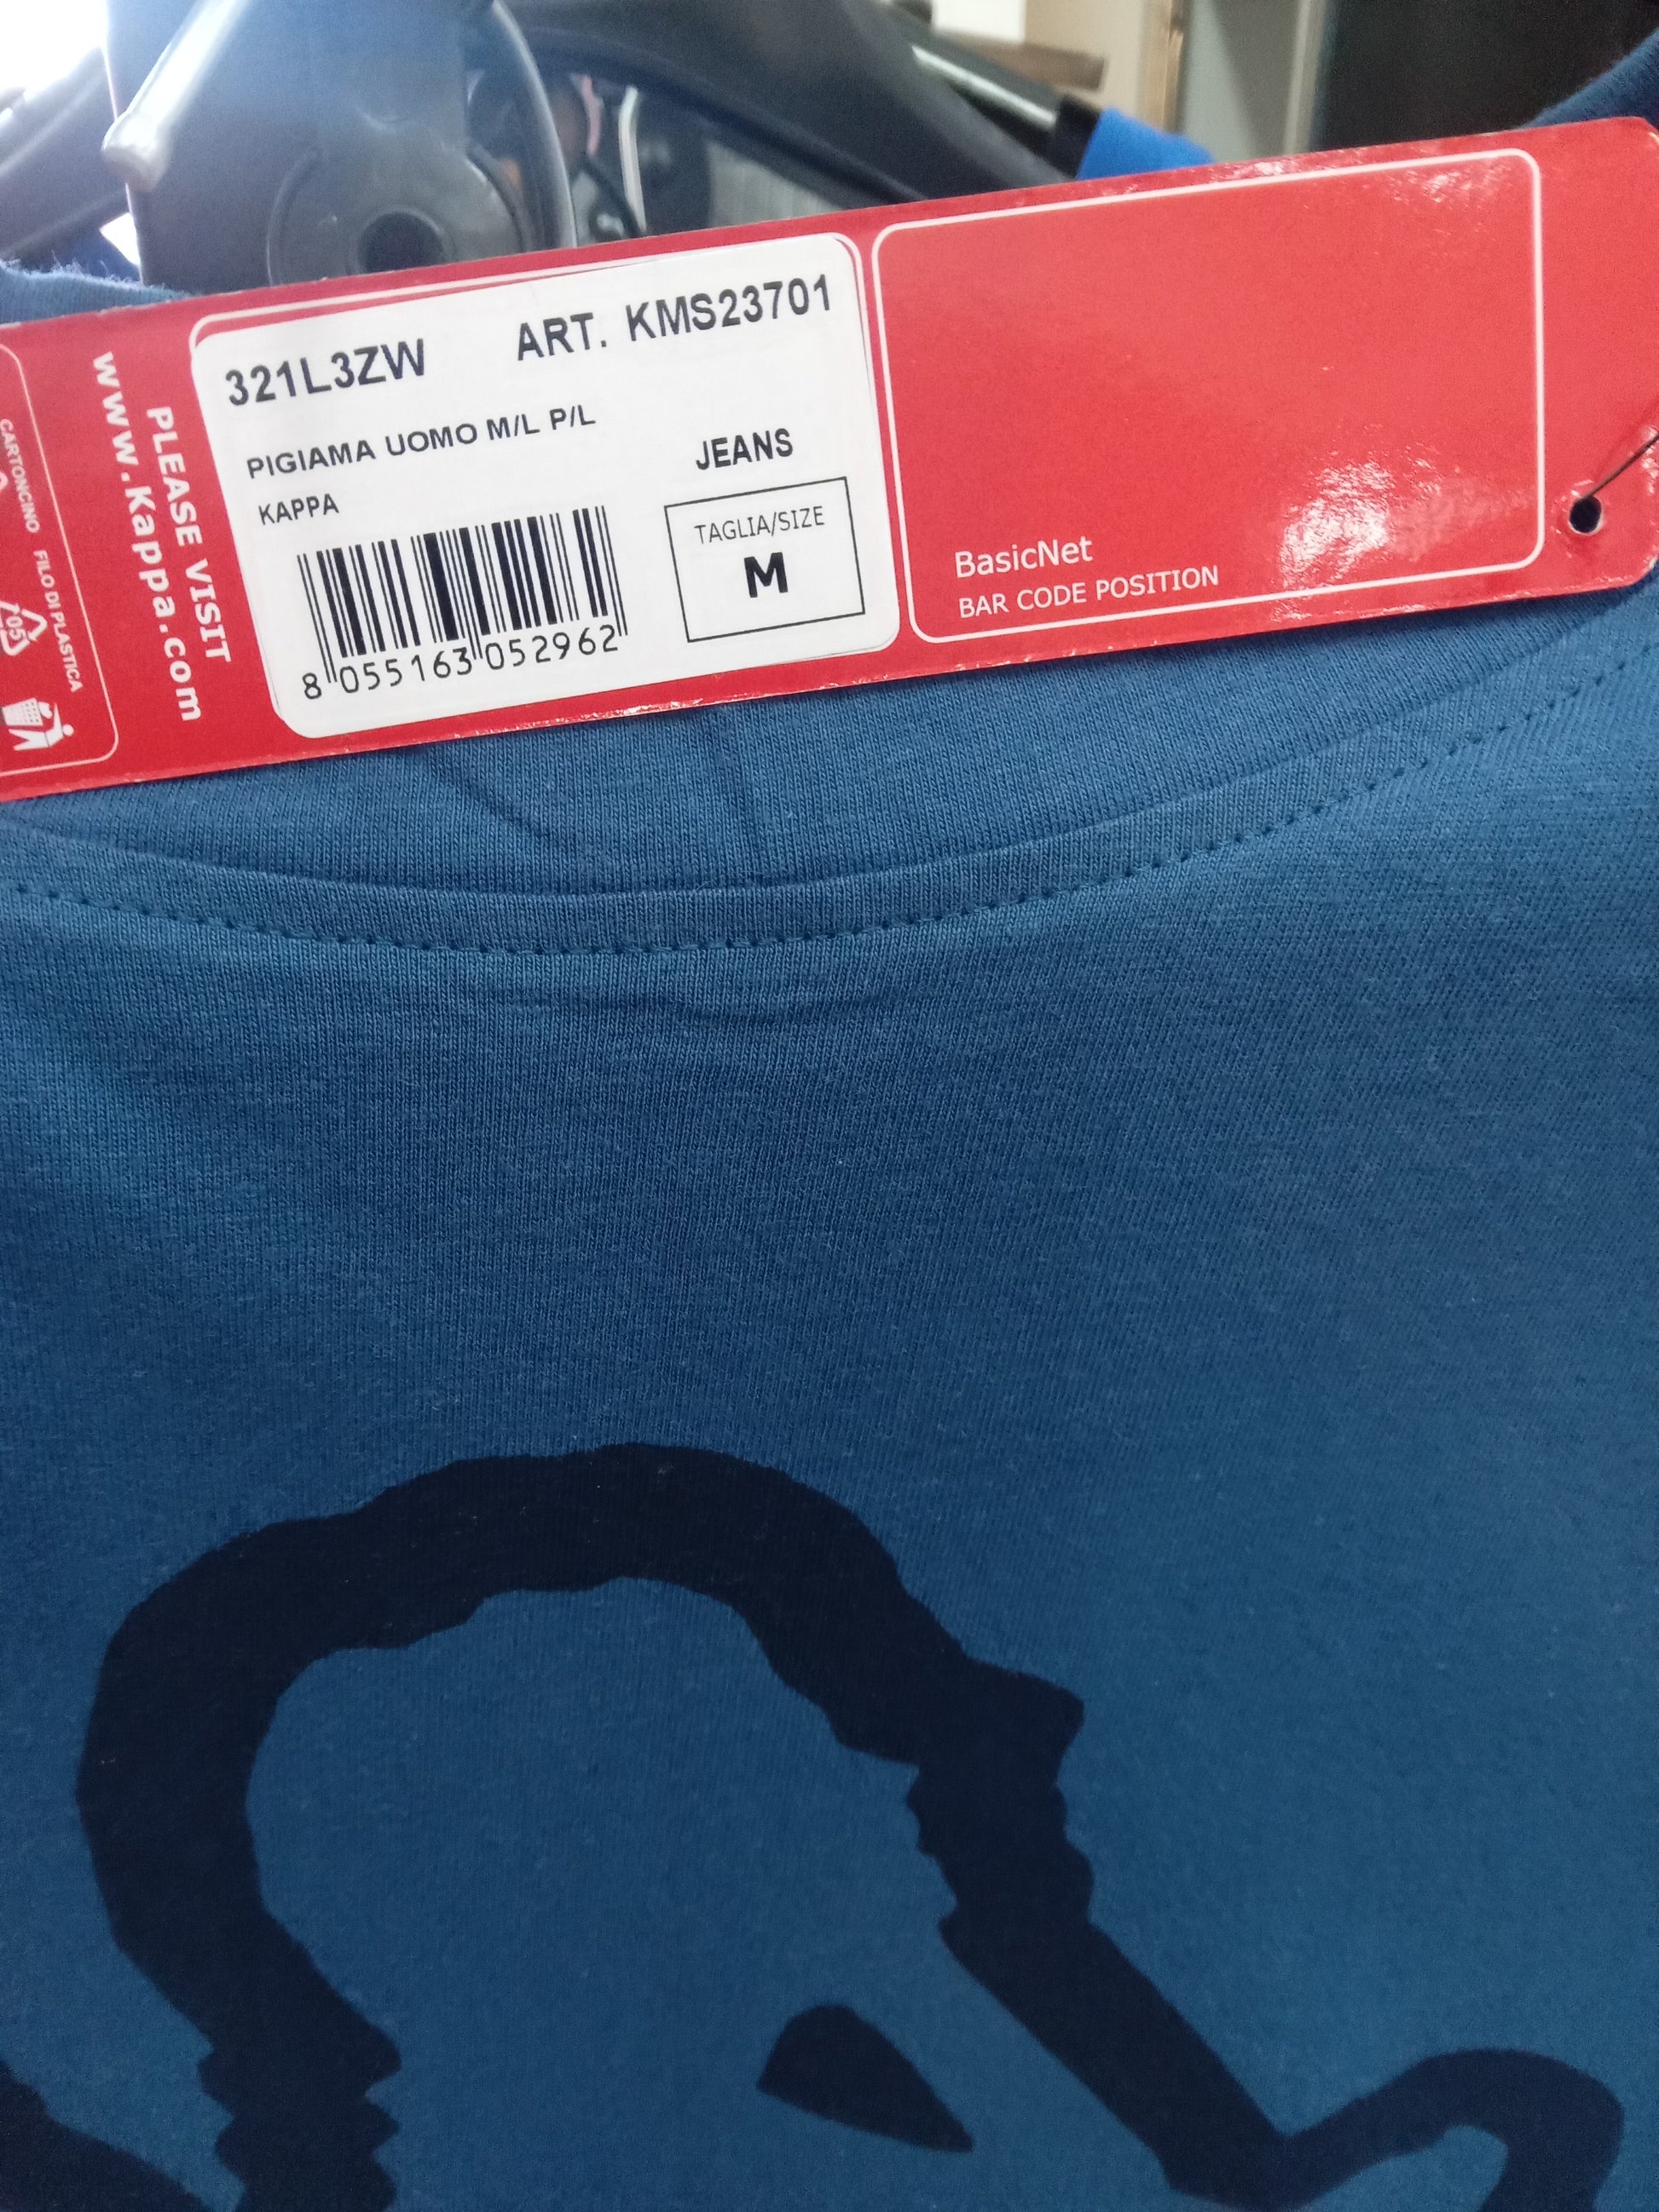 321L3ZW ART. KMS23701
PIGIAMA UOMO M/L P/L
KAPPA
JEANS
TAGLIA/SIZE
M
8 055163 052962
BasicNet
BAR CODE POSITION
PLEASE VISIT
www.Kappa.com
CARTONCINO FILO DI PLASTICA
05